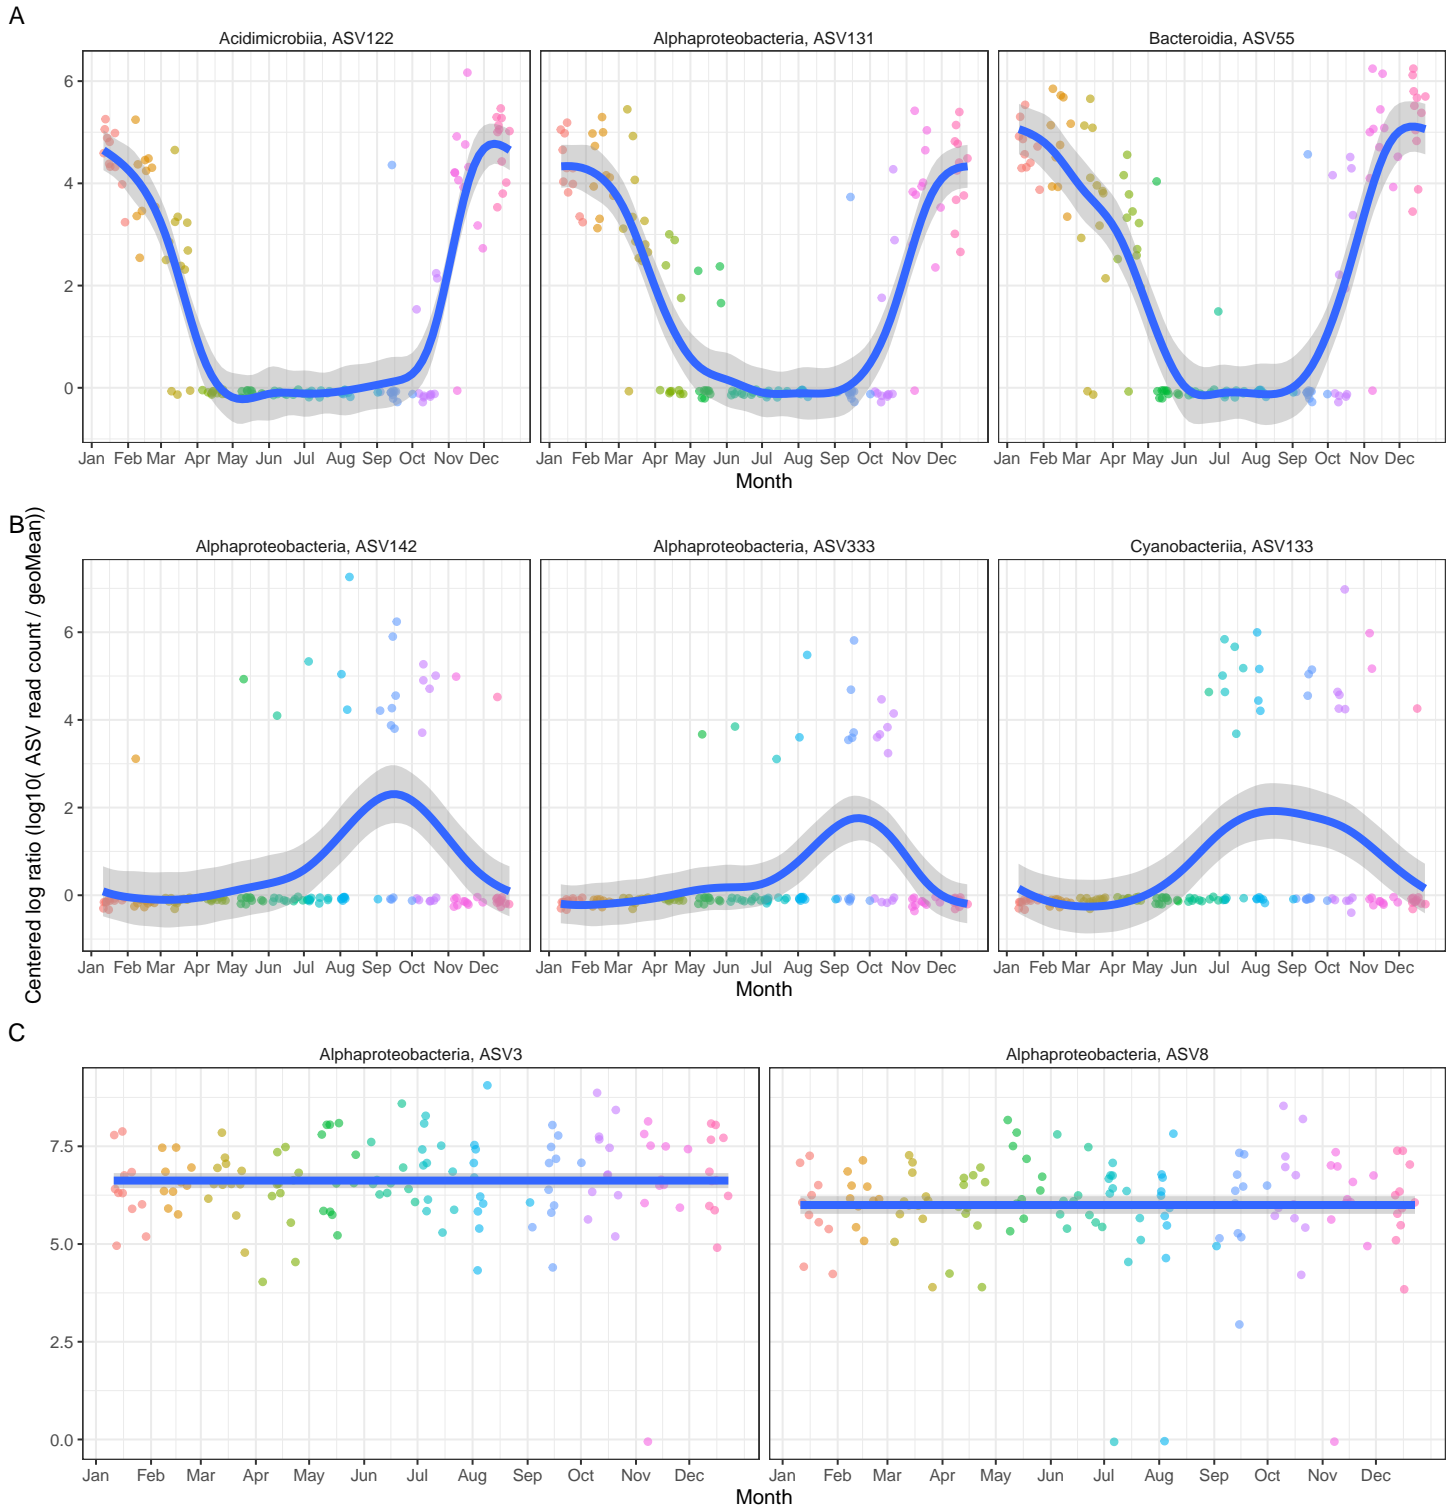 A
Acidimicrobiia, ASV122
Alphaproteobacteria, ASV131
Bacteroidia, ASV55
6
4
2
0
Jan Feb Mar Apr May Jun Jul Aug Sep Oct Nov Dec
Jan Feb Mar Apr May Jun Jul Aug Sep Oct Nov Dec
Jan Feb Mar Apr May Jun Jul Aug Sep Oct Nov Dec
Month
B
Centered log ratio (log10( ASV read count / geoMean))
Alphaproteobacteria, ASV142
Alphaproteobacteria, ASV333
Cyanobacteriia, ASV133
6
4
2
0
Jan Feb Mar Apr May Jun Jul Aug Sep Oct Nov Dec
Jan Feb Mar Apr May Jun Jul Aug Sep Oct Nov Dec
Jan Feb Mar Apr May Jun Jul Aug Sep Oct Nov Dec
Month
C
Alphaproteobacteria, ASV3
Alphaproteobacteria, ASV8
7.5
5.0
2.5
0.0
Jan Feb Mar Apr May Jun Jul Aug Sep Oct Nov Dec
Jan Feb Mar Apr May Jun Jul Aug Sep Oct Nov Dec
Month